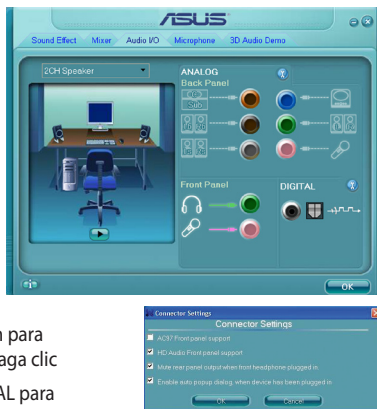 ASUS
Sound Effect Mixer Audio I/O Microphone 3D Audio Demo
2CH Speaker
ANALOG
Back Panel
Sub
Front Panel
DIGITAL
OK
n para
aga clic
AL para
Connector Settings
Connector Settings
AC97 Front panel support
HD Audio Front panel support
Mute rear panel output when front headphone plugged in.
Enable auto popup dialog, when device has been plugged in
OK Cancel